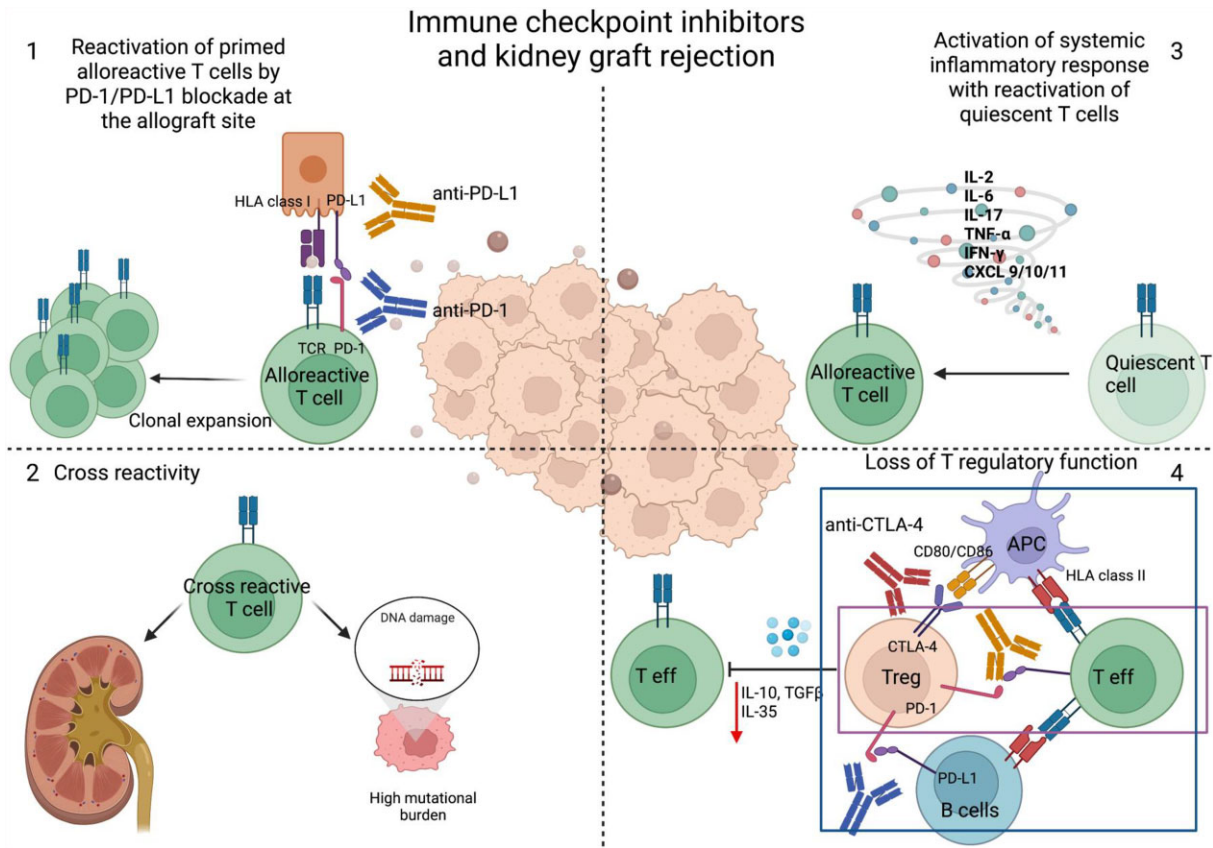 Immune checkpoint inhibitors
and kidney graft rejection
1
Reactivation of primed
alloreactive T cells by
PD-1/PD-L1 blockade at
the allograft site
HLA class I
PD-L1
anti-PD-L1
anti-PD-1
TCR
PD-1
Alloreactive
T cell
Clonal expansion
2
Cross reactivity
Cross reactive
T cell
DNA damage
High mutational
burden
3
Activation of systemic
inflammatory response
with reactivation of
quiescent T cells
IL-2
IL-6
IL-17
TNF-α
IFN-γ
CXCL 9/10/11
Alloreactive
T cell
Quiescent T
cell
4
Loss of T regulatory function
anti-CTLA-4
CD80/CD86
APC
HLA class II
CTLA-4
Treg
PD-1
T eff
T eff
IL-10, TGFβ
IL-35
PD-L1
B cells